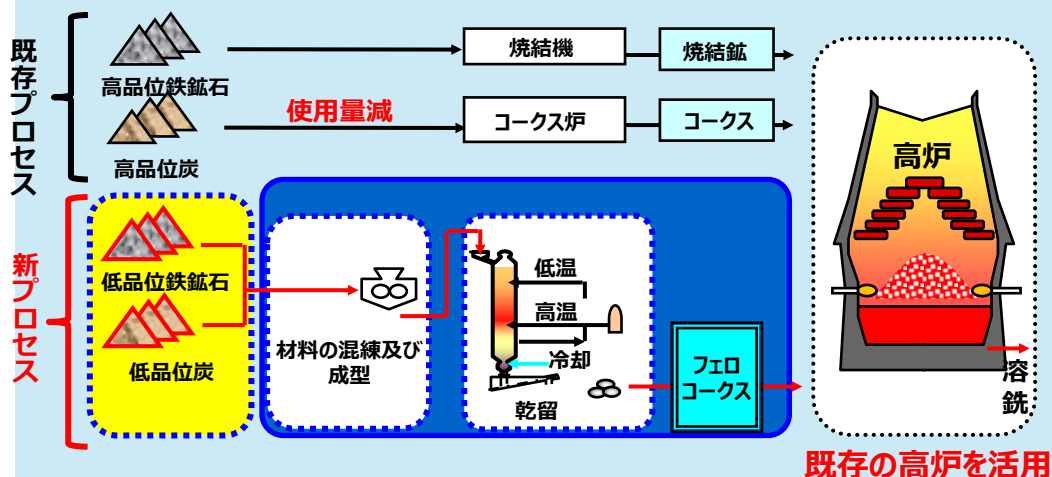 既存プロセス
高品位鉄鉱石
焼結機
焼結鉱
使用量減
高品位炭
コークス炉
コークス
高炉
新プロセス
低品位鉄鉱石
低品位炭
材料の混練及び
成型
低温
高温
冷却
乾留
フェロ
コークス
溶銑
既存の高炉を活用